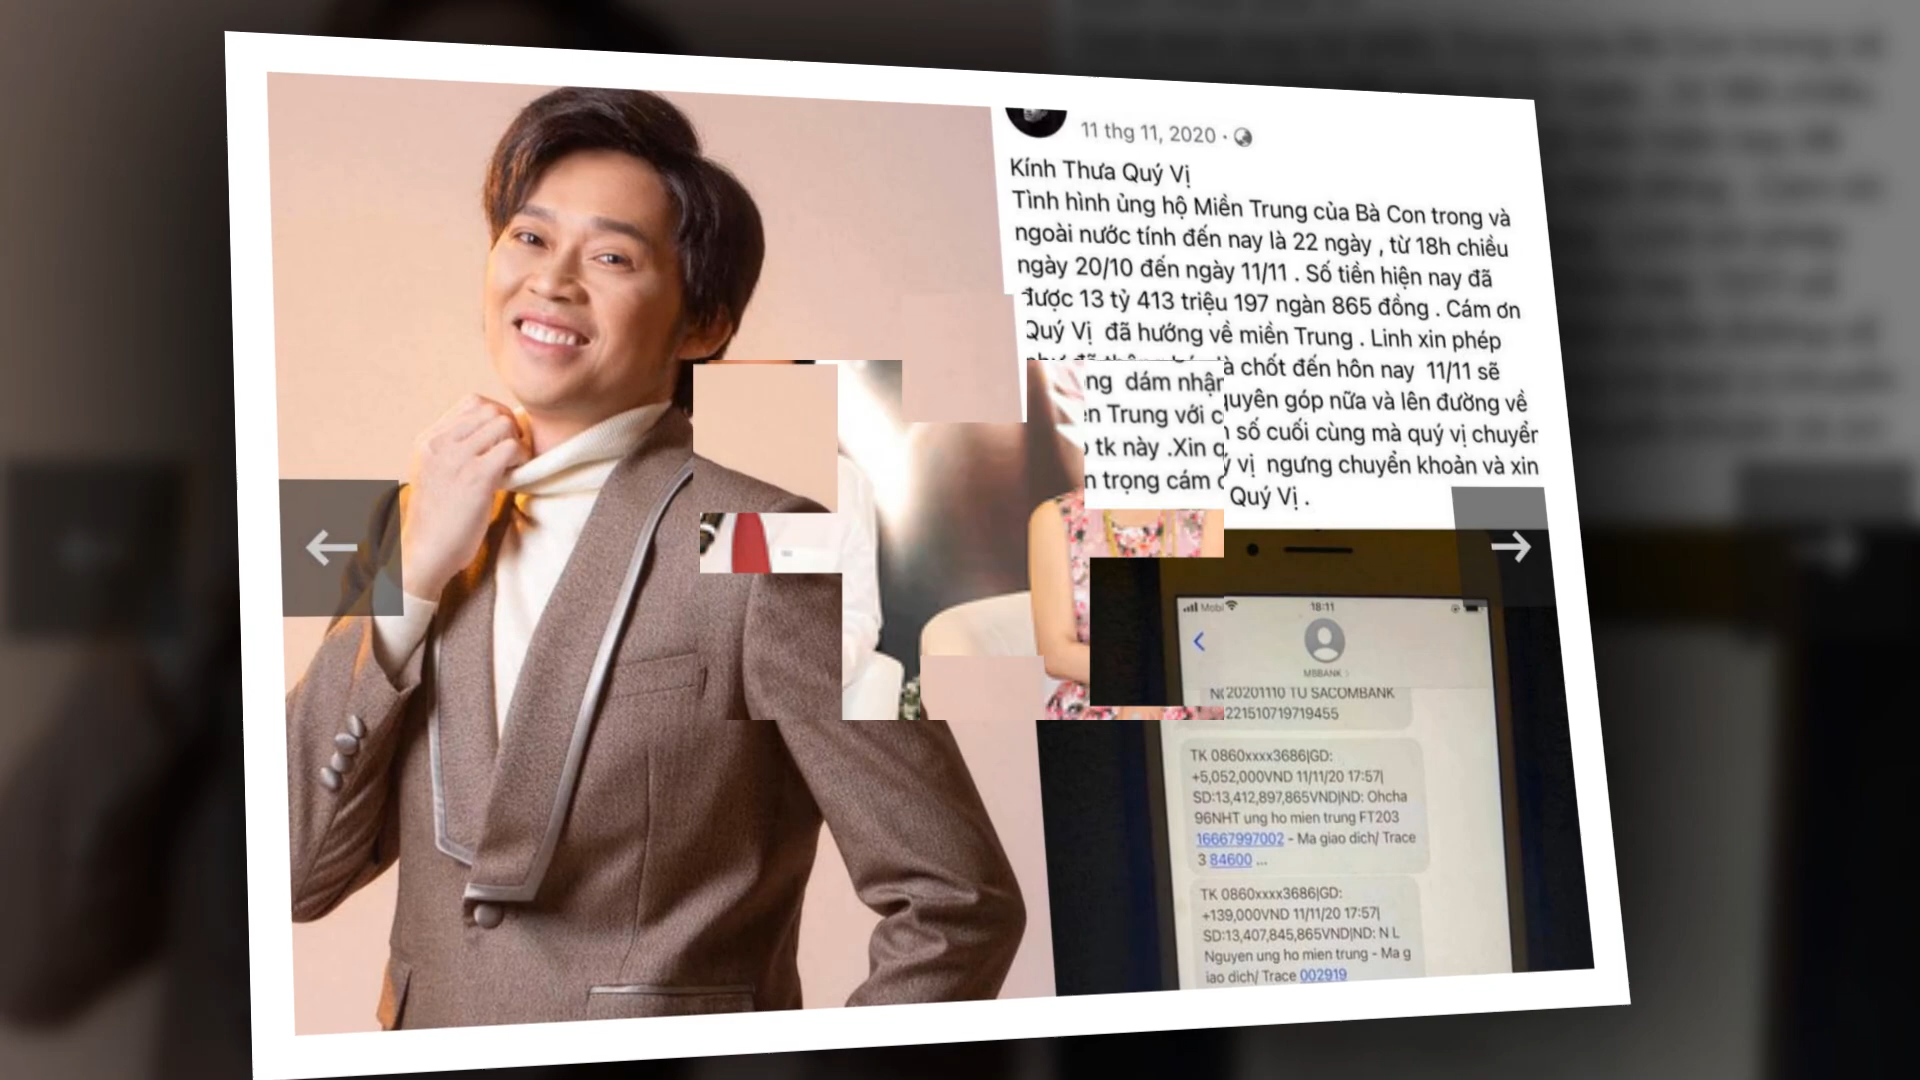 11 thg 11, 2020
Kính Thưa Quý Vị
Tình hình ủng hộ Miền Trung của Bà Con trong và
ngoài nước tính đến nay là 22 ngày , từ 18h chiều
ngày 20/10 đến ngày 11/11 . Số tiền hiện nay đã
được 13 tỷ 413 triệu 197 ngàn 865 đồng . Cám ơn
Quý Vị đã hướng về miền Trung . Linh xin phép
chốt đến hôn nay 11/11 sẽ
dám nhận quyên góp nữa và lên đường về
Trung với số cuối cùng mà quý vị chuyển
tk này .Xin vị ngưng chuyển khoản và xin
trọng cám Quý Vị .
Mobi 18:11
MBBANK
20201110 TU SACOMBANK
221510719719455
TK 0860xxxx3686|GD:
+5,052,000VND 11/11/20 17:57|
SD:13,412,897,865VND|ND: Ohcha
96NHT ung ho mien trung FT203
16667997002 - Ma giao dich/ Trace
3 84600 ...
TK 0860xxxx3686|GD:
+139,000VND 11/11/20 17:57|
SD:13,407,845,865VND|ND: N L
Nguyen ung ho mien trung - Ma g
iao dich/ Trace 002919